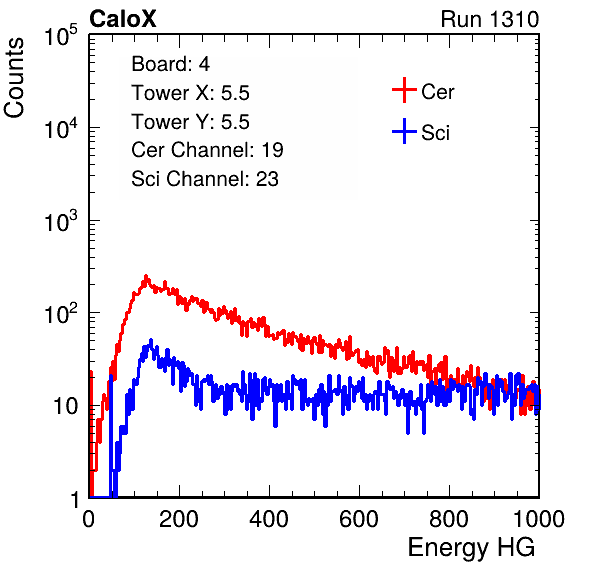 CaloX Run 1310
Counts
Board: 4
Tower X: 5.5
Tower Y: 5.5
Cer Channel: 19
Sci Channel: 23
Cer
Sci
10^5
10^4
10^3
10^2
10
1
0 200 400 600 800 1000
Energy HG